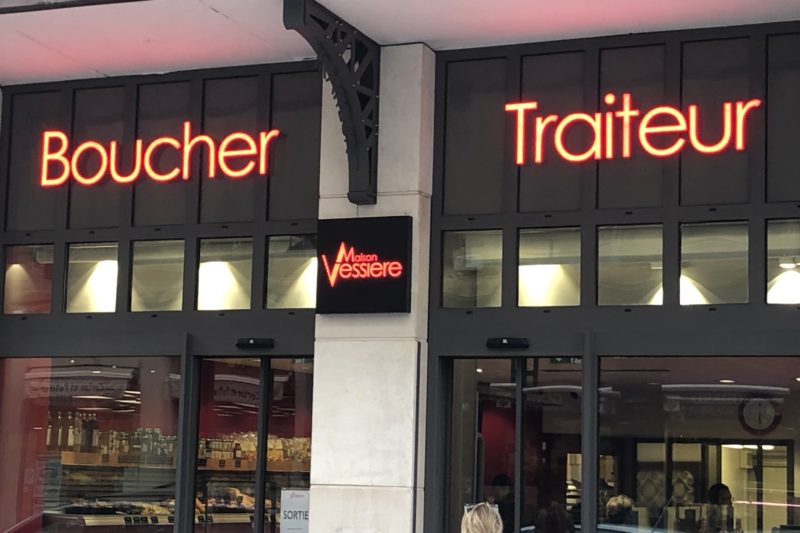 Boucher
Traiteur
Maison
Vessiere
SORTIE